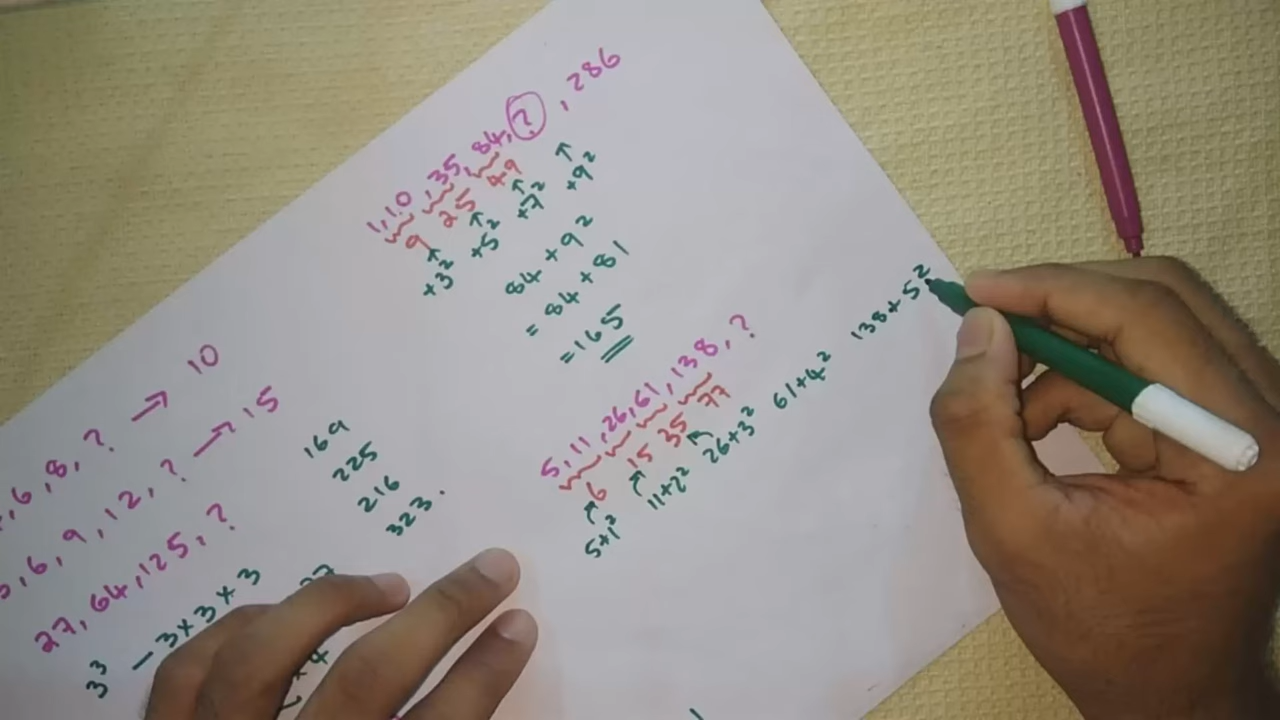 1, 10, 35, 84, ?, 286
9 25 49
+3² +5² +7² +9²
84 + 9²
= 84 + 81
= 165
6, 8, ? → 10
6, 9, 12, ? → 15
27, 64, 125, ?
3³ - 3 × 3 × 3
169
225
216
323.
5, 11, 26, 61, 138, ?
6 15 35 77
5+1² 11+2² 26+3² 61+4² 138+5²